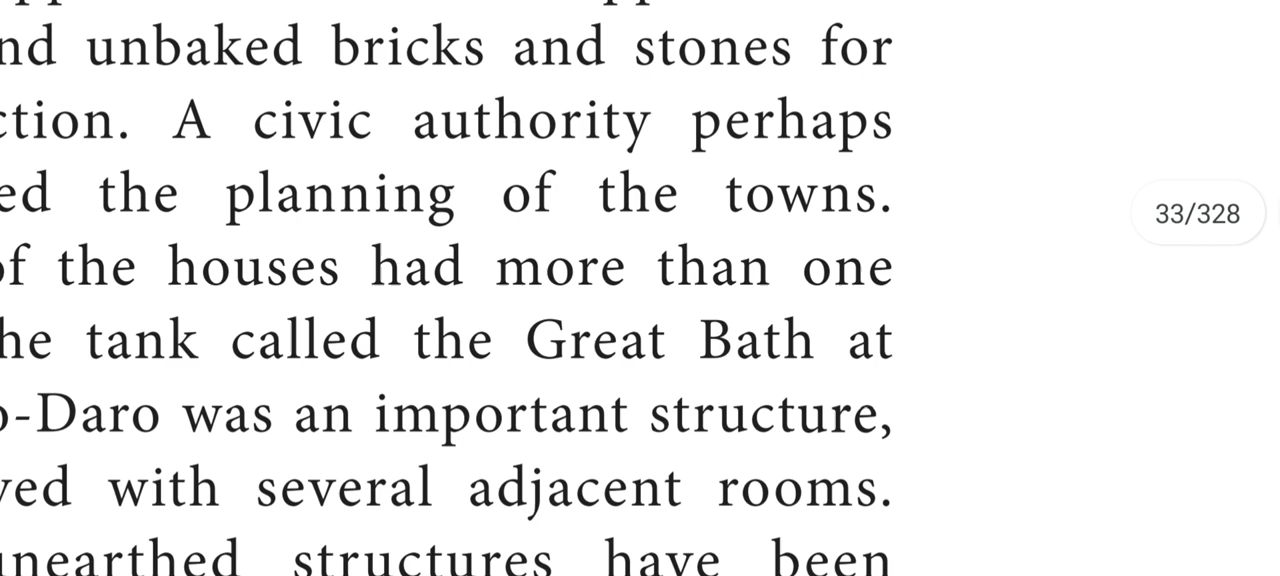 nd unbaked bricks and stones for
ction. A civic authority perhaps
ed the planning of the towns.
of the houses had more than one
he tank called the Great Bath at
o-Daro was an important structure,
ved with several adjacent rooms.
unearthed structures have been
33/328